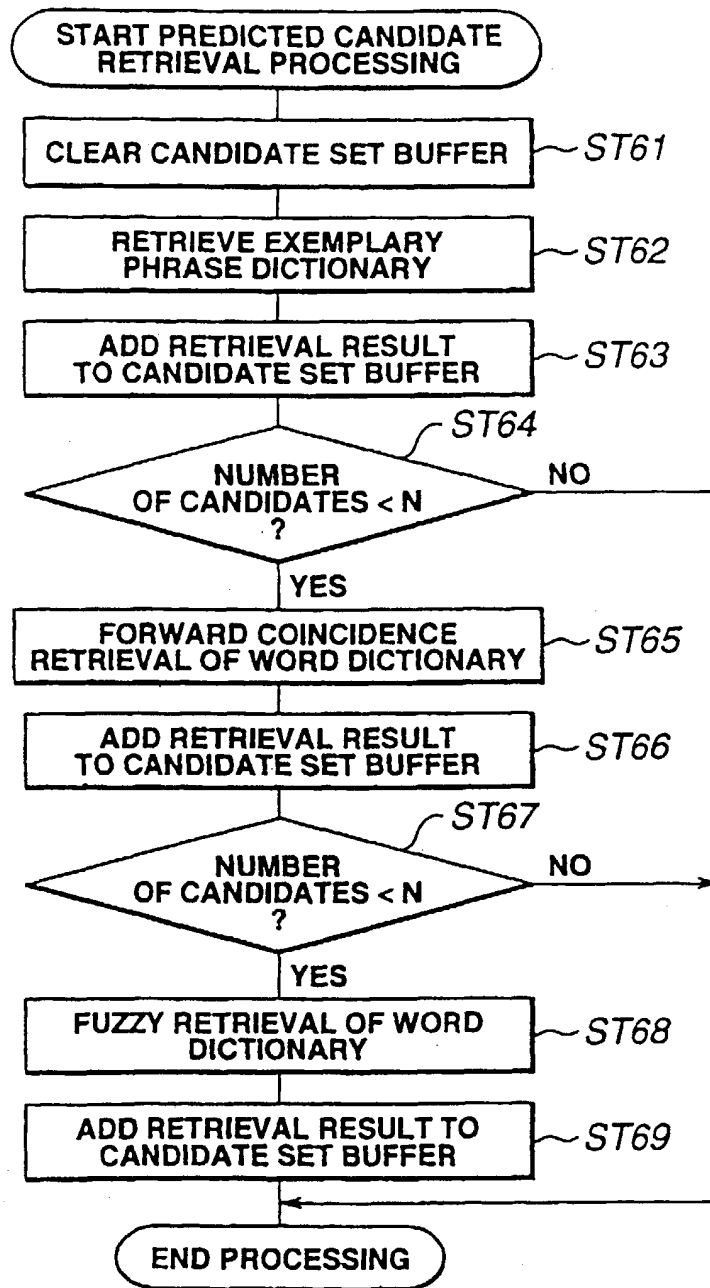 START PREDICTED CANDIDATE
RETRIEVAL PROCESSING
CLEAR CANDIDATE SET BUFFER
ST61
RETRIEVE EXEMPLARY
PHRASE DICTIONARY
ST62
ADD RETRIEVAL RESULT
TO CANDIDATE SET BUFFER
ST63
ST64
NUMBER
OF CANDIDATES < N
?
NO
YES
FORWARD COINCIDENCE
RETRIEVAL OF WORD DICTIONARY
ST65
ADD RETRIEVAL RESULT
TO CANDIDATE SET BUFFER
ST66
ST67
NUMBER
OF CANDIDATES < N
?
NO
YES
FUZZY RETRIEVAL OF WORD
DICTIONARY
ST68
ADD RETRIEVAL RESULT TO
CANDIDATE SET BUFFER
ST69
END PROCESSING